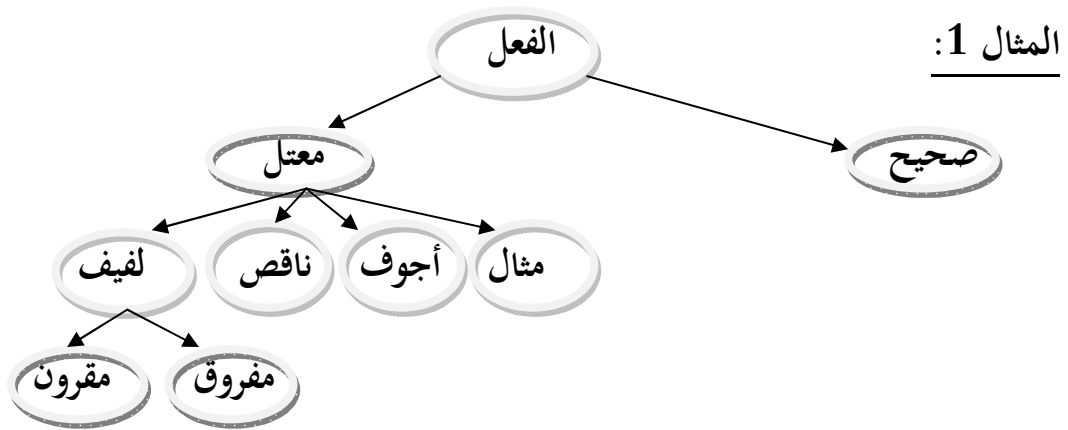 المثال 1:
الفعل
صحيح
معتل
مثال
أجوف
ناقص
لفيف
مفروق
مقرون